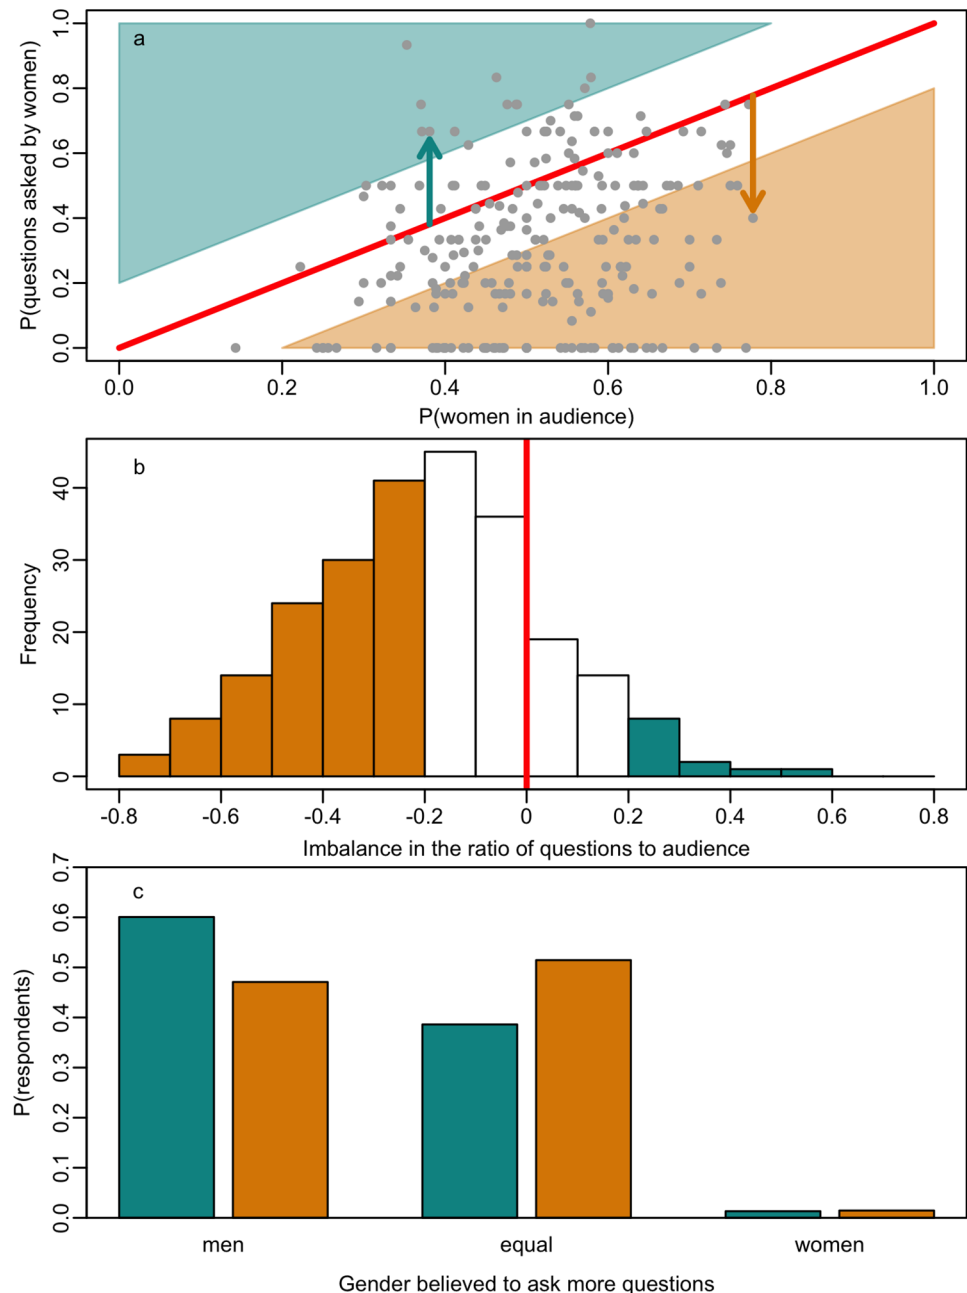 a
P(questions asked by women)
1.0
0.8
0.6
0.4
0.2
0.0
0.0 0.2 0.4 0.6 0.8 1.0
P(women in audience)
b
Frequency
40
30
20
10
0
-0.8 -0.6 -0.4 -0.2 0 0.2 0.4 0.6 0.8
Imbalance in the ratio of questions to audience
c
P(respondents)
0.7
0.6
0.5
0.4
0.3
0.2
0.1
0.0
men equal women
Gender believed to ask more questions